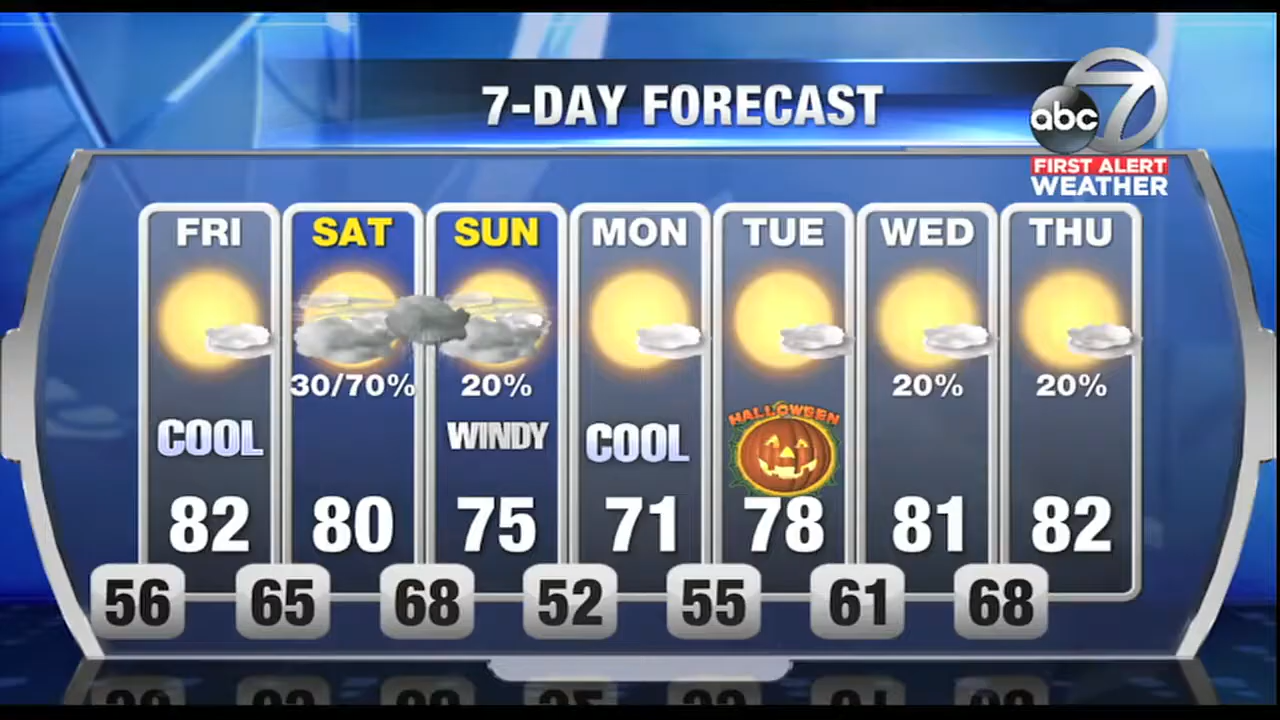 7-DAY FORECAST
abc 7
FIRST ALERT
WEATHER
FRI SAT SUN MON TUE WED THU
30/70% 20% 20% 20%
HALLOWEEN
COOL WINDY COOL
82 80 75 71 78 81 82
56 65 68 52 55 61 68